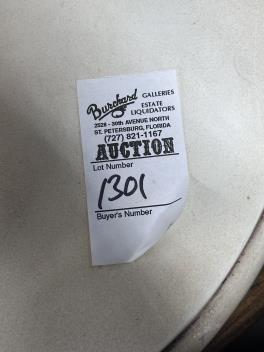 Burchard GALLERIES
ESTATE
LIQUIDATORS
2528 - 30th AVENUE NORTH
ST. PETERSBURG, FLORIDA
(727) 821-1167
AUCTION
Lot Number
1301
Buyer's Number